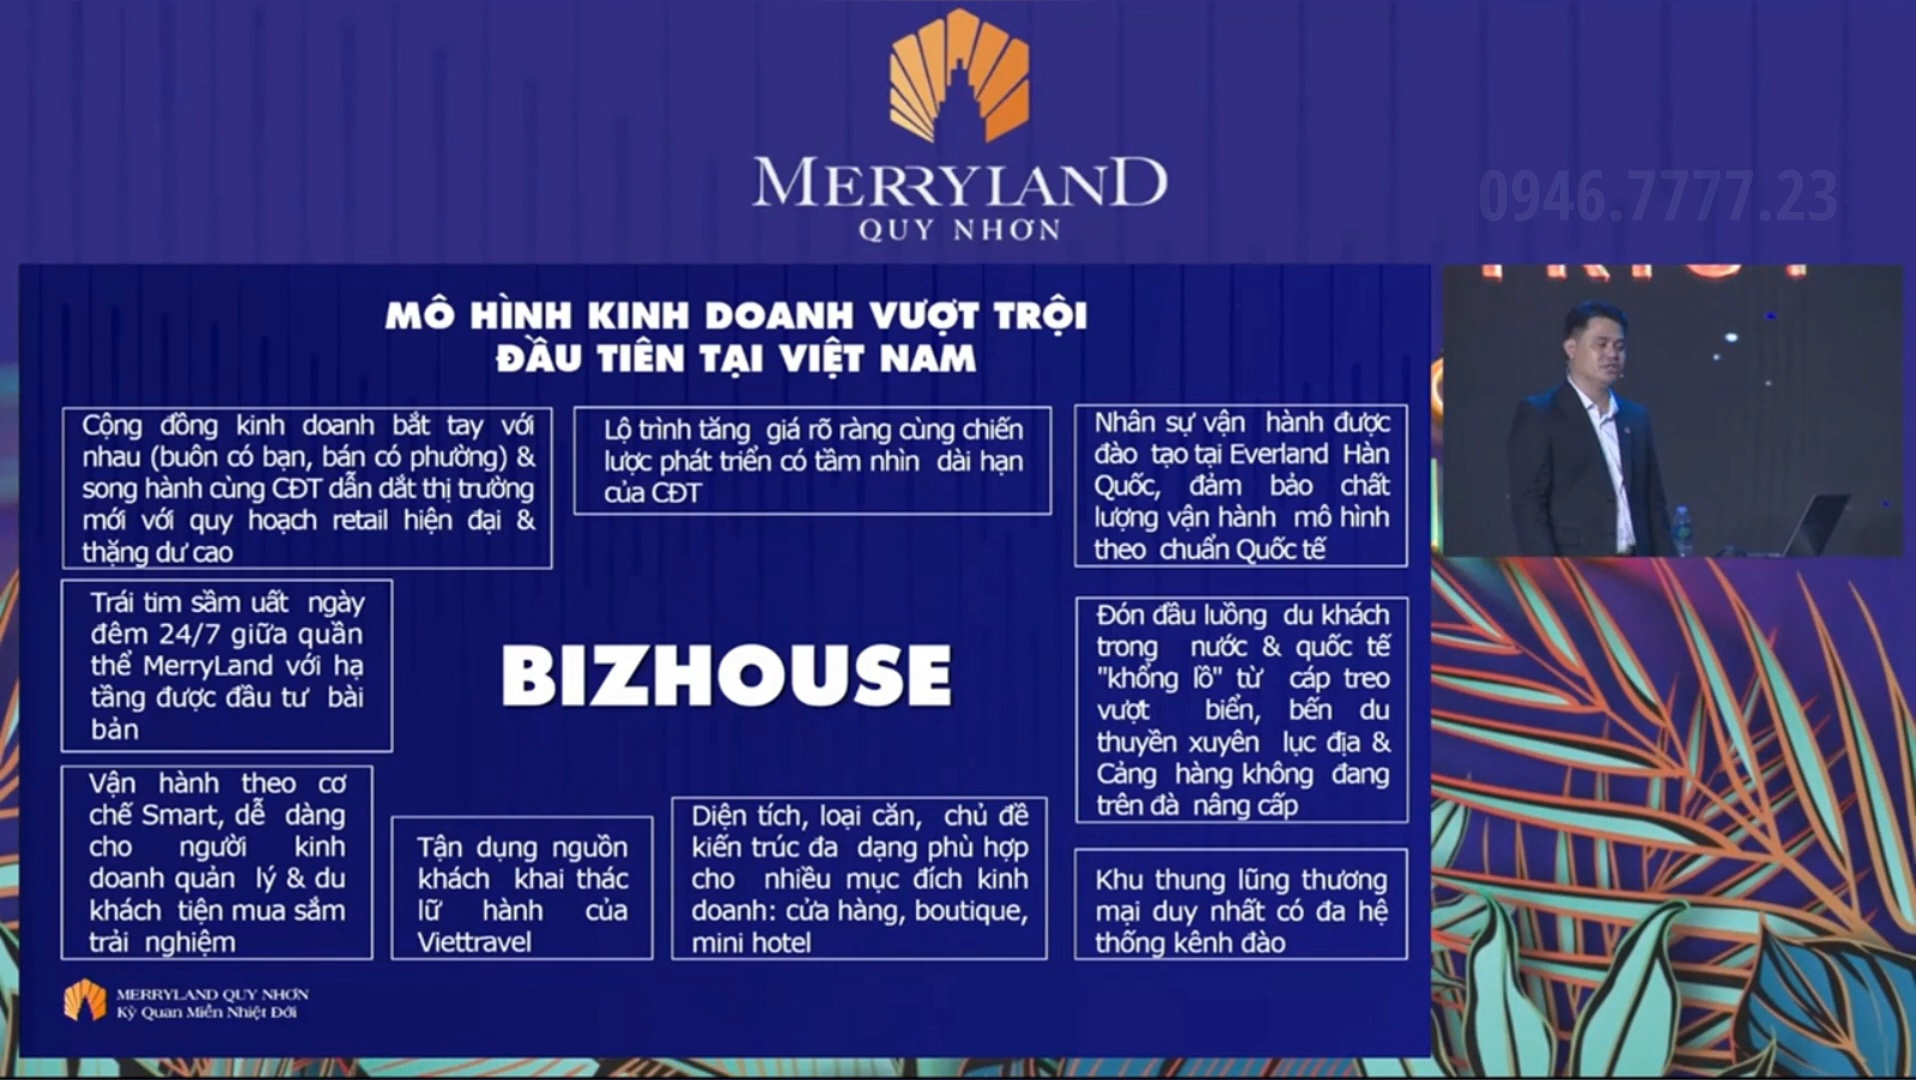 MERRYLAND
QUY NHƠN
0946.7777.23
MÔ HÌNH KINH DOANH VƯỢT TRỘI
ĐẦU TIÊN TẠI VIỆT NAM
Cộng đồng kinh doanh bắt tay với
nhau (buôn có bạn, bán có phường) &
song hành cùng CĐT dẫn dắt thị trường
mới với quy hoạch retail hiện đại &
thặng dư cao
Lộ trình tăng giá rõ ràng cùng chiến
lược phát triển có tầm nhìn dài hạn
của CĐT
Nhân sự vận hành được
đào tạo tại Everland Hàn
Quốc, đảm bảo chất
lượng vận hành mô hình
theo chuẩn Quốc tế
Trái tim sầm uất ngày
đêm 24/7 giữa quần
thể MerryLand với hạ
tầng được đầu tư bài
bản
BIZHOUSE
Đón đầu luồng du khách
trong nước & quốc tế
"khổng lồ" từ cáp treo
vượt biển, bến du
thuyền xuyên lục địa &
Cảng hàng không đang
trên đà nâng cấp
Vận hành theo cơ
chế Smart, dễ dàng
cho người kinh
doanh quản lý & du
khách tiện mua sắm
trải nghiệm
Tận dụng nguồn
khách khai thác
lữ hành của
Viettravel
Diện tích, loại căn, chủ đề
kiến trúc đa dạng phù hợp
cho nhiều mục đích kinh
doanh: cửa hàng, boutique,
mini hotel
Khu thung lũng thương
mại duy nhất có đa hệ
thống kênh đào
MERRYLAND QUY NHƠN
Kỳ Quan Miền Nhiệt Đới